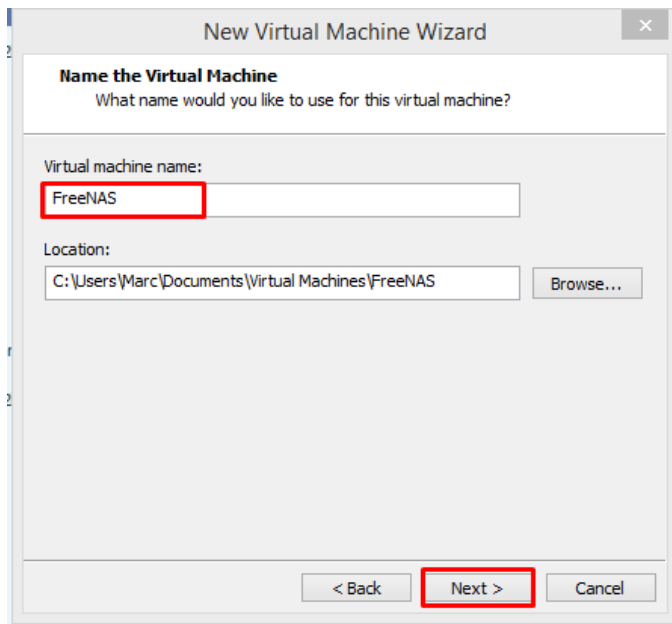 New Virtual Machine Wizard
Name the Virtual Machine
What name would you like to use for this virtual machine?
Virtual machine name:
FreeNAS
Location:
C:\Users\Marc\Documents\Virtual Machines\FreeNAS
Browse...
< Back
Next >
Cancel